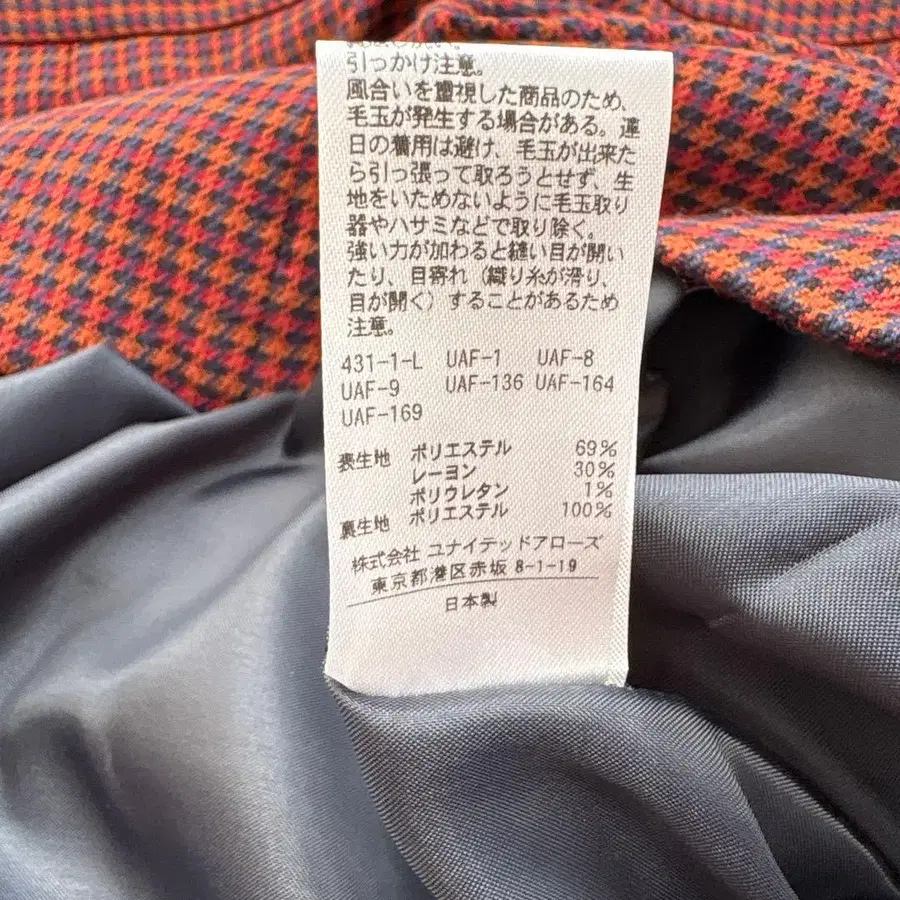 引っかけ注意。
風合いを重視した商品のため、
毛玉が発生する場合がある。連
日の着用は避け、毛玉が出来た
ら引っ張って取ろうとせず、生
地をいためないように毛玉取り
器やハサミなどで取り除く。
強い力が加わると縫い目が開い
たり、目寄れ（織り糸が滑り、
目が開く）することがあるため
注意。
431-1-L UAF-1 UAF-8
UAF-9 UAF-136 UAF-164
UAF-169
表生地 ポリエステル 69%
レーヨン 30%
ポリウレタン 1%
裏生地 ポリエステル 100%
株式会社 ユナイテッドアローズ
東京都港区赤坂 8-1-19
日本製